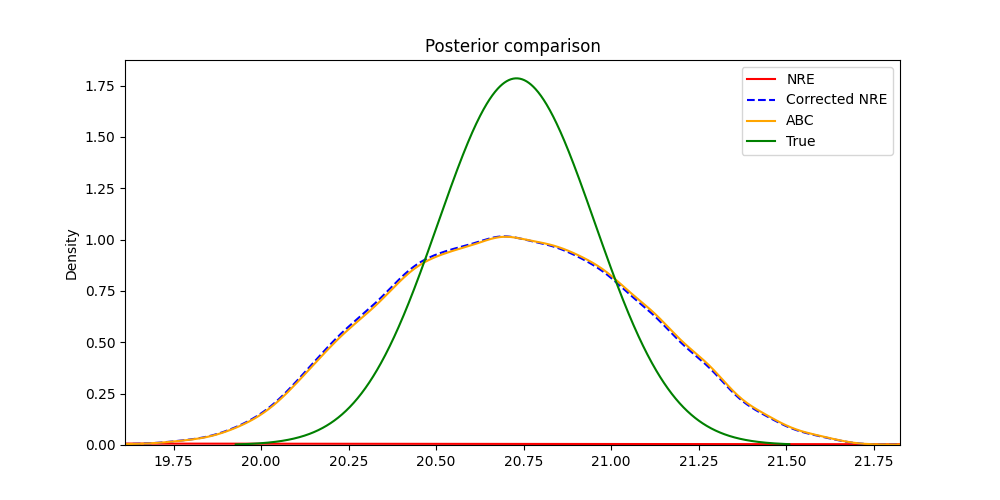 Posterior comparison
NRE
Corrected NRE
ABC
True
Density
1.75
1.50
1.25
1.00
0.75
0.50
0.25
0.00
19.75 20.00 20.25 20.50 20.75 21.00 21.25 21.50 21.75